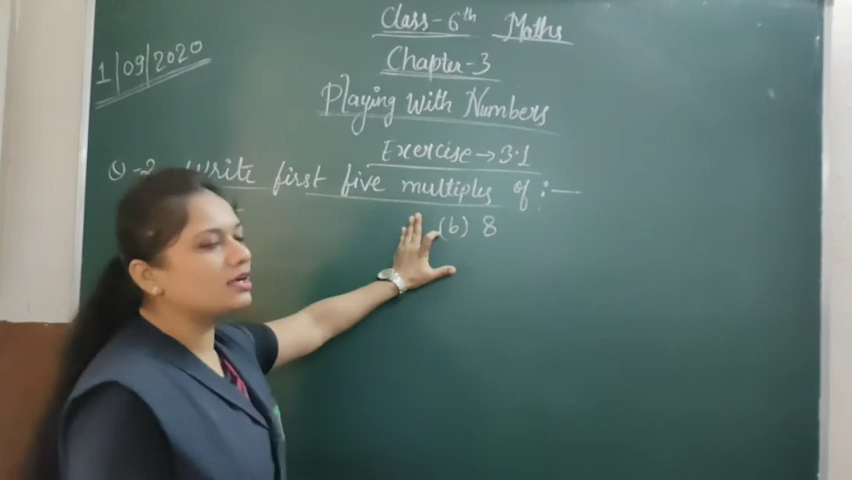 Class-6th Maths
1/09/2020
Chapter-3
Playing With Numbers
Exercise → 3.1
Q-2 Write first five multiples of :—
(b) 8